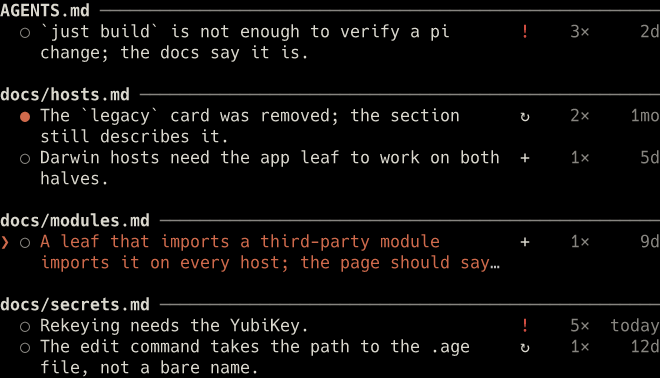 AGENTS.md
○ `just build` is not enough to verify a pi ! 3× 2d
change; the docs say it is.
docs/hosts.md
● The `legacy` card was removed; the section ↻ 2× 1mo
still describes it.
○ Darwin hosts need the app leaf to work on both + 1× 5d
halves.
docs/modules.md
❯ ○ A leaf that imports a third-party module + 1× 9d
imports it on every host; the page should say…
docs/secrets.md
○ Rekeying needs the YubiKey. ! 5× today
○ The edit command takes the path to the .age ↻ 1× 12d
file, not a bare name.